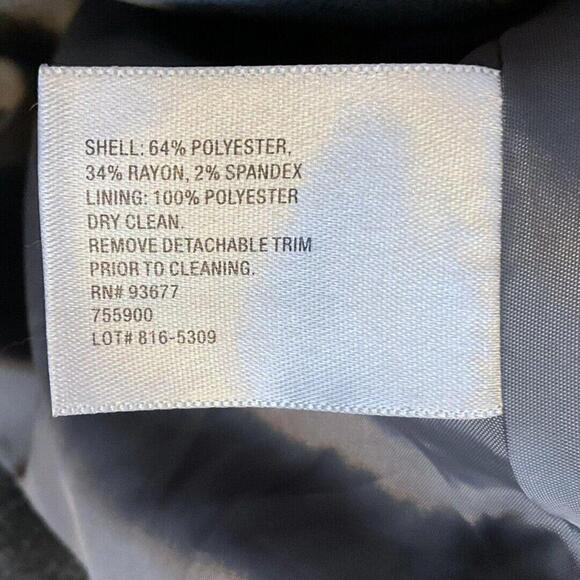 SHELL: 64% POLYESTER,
34% RAYON, 2% SPANDEX
LINING: 100% POLYESTER
DRY CLEAN.
REMOVE DETACHABLE TRIM
PRIOR TO CLEANING.
RN# 93677
755900
LOT# 816-5309